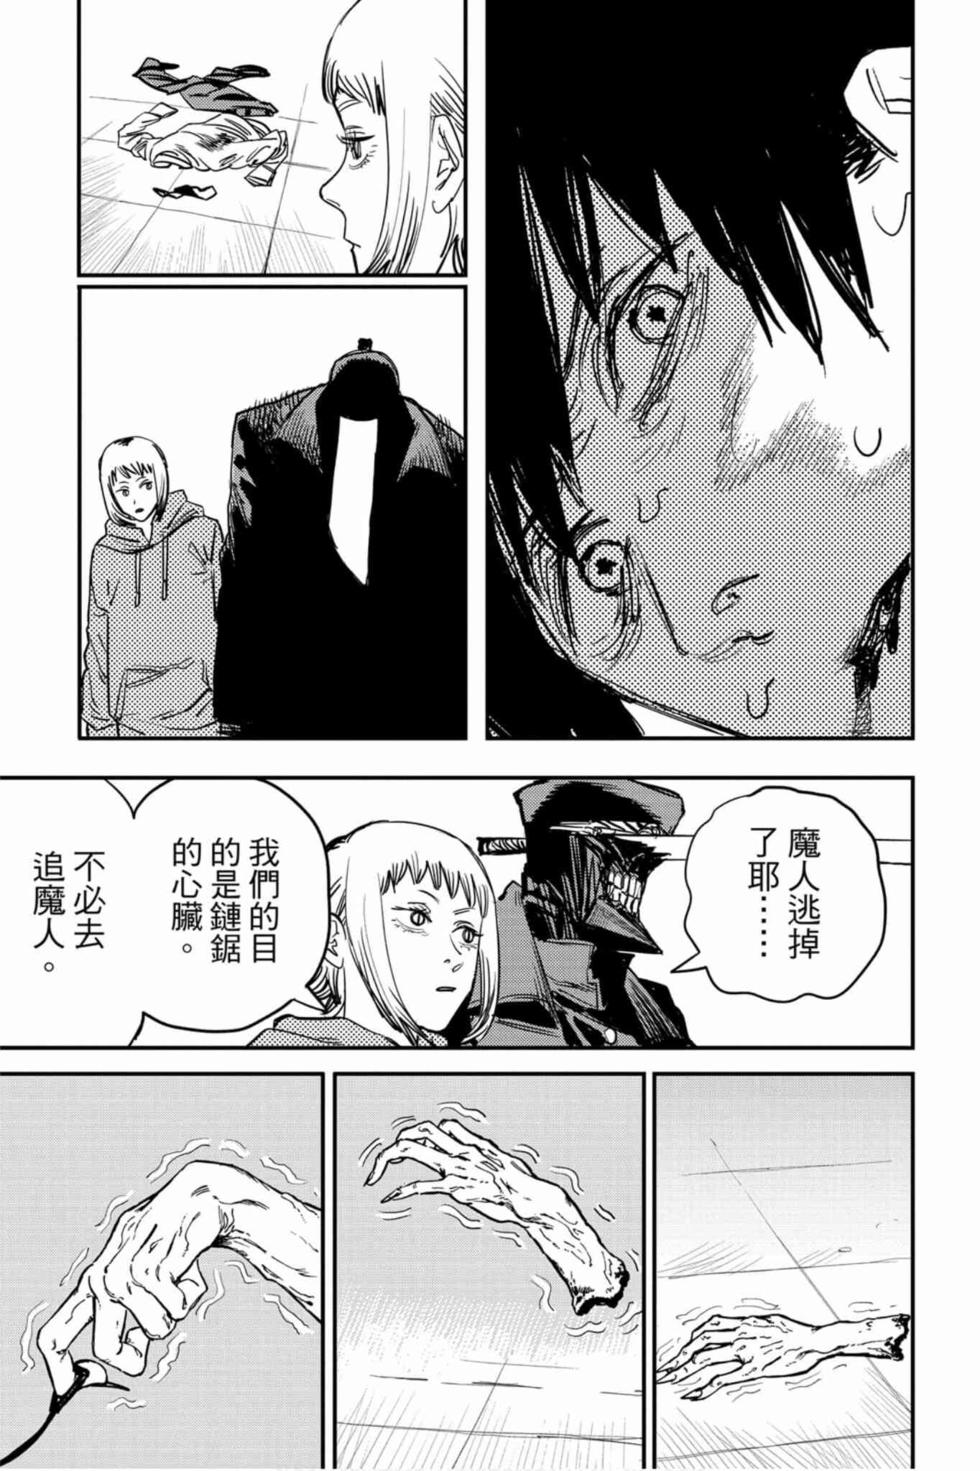 魔人逃掉
了耶……
我們的目
的是鏈鋸
的心臟。
不必去
追魔人。